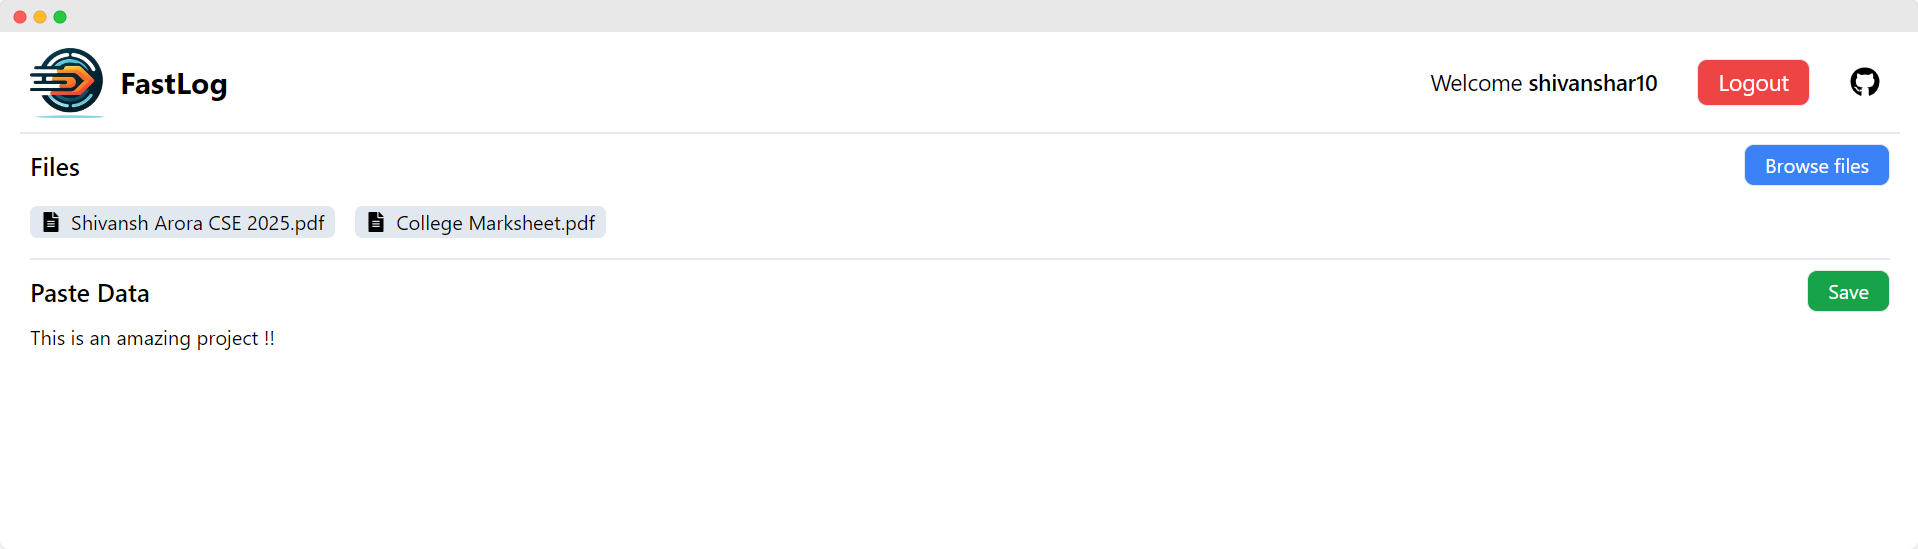 FastLog
Welcome shivanshar10
Logout
Files
Browse files
Shivansh Arora CSE 2025.pdf
College Marksheet.pdf
Paste Data
Save
This is an amazing project !!